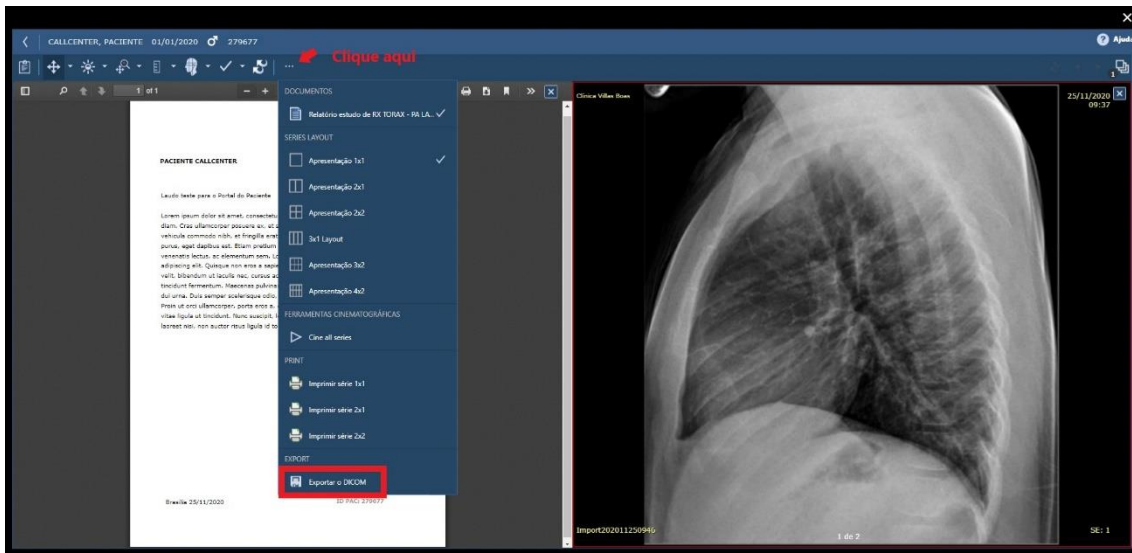 CALLCENTER, PACIENTE 01/01/2020 279677
Ajuda
Clique aqui
1
1 of 1
DOCUMENTOS
Relatório estudo de RX TORAX - PA LA...
SERIES LAYOUT
Apresentação 1x1
Apresentação 2x1
Apresentação 2x2
3x1 Layout
Apresentação 3x2
Apresentação 4x2
FERRAMENTAS CINEMATOGRÁFICAS
Cine all series
PRINT
Imprimir série 1x1
Imprimir série 2x1
Imprimir série 2x2
EXPORT
Exportar o DICOM
PACIENTE CALLCENTER
Laudo teste para o Portal do Paciente
Lorem ipsum dolor sit amet, consectetu
diam. Cras ullamcorper posuere ex, et
vehicula commodo nibh, et fringilla erat
purus, eget dapibus est. Etiam pretium
venenatis lectus, ac elementum sem. Lo
adipiscing elit. Quisque non eros a sapie
velit, bibendum ut iaculis nec, cursus ac
tincidunt fermentum. Maecenas pulvina
dui urna. Duis semper scelerisque odio,
Proin ut orci ullamcorper, porta eros a,
vitae ligula ut tincidunt. Nunc suscipit,
laoreet nisi, non auctor risus ligula id to
Brasília 25/11/2020
ID PAC: 279677
Clinica Villas Boas
25/11/2020
09:37
Import202011250946
1 de 2
SE: 1